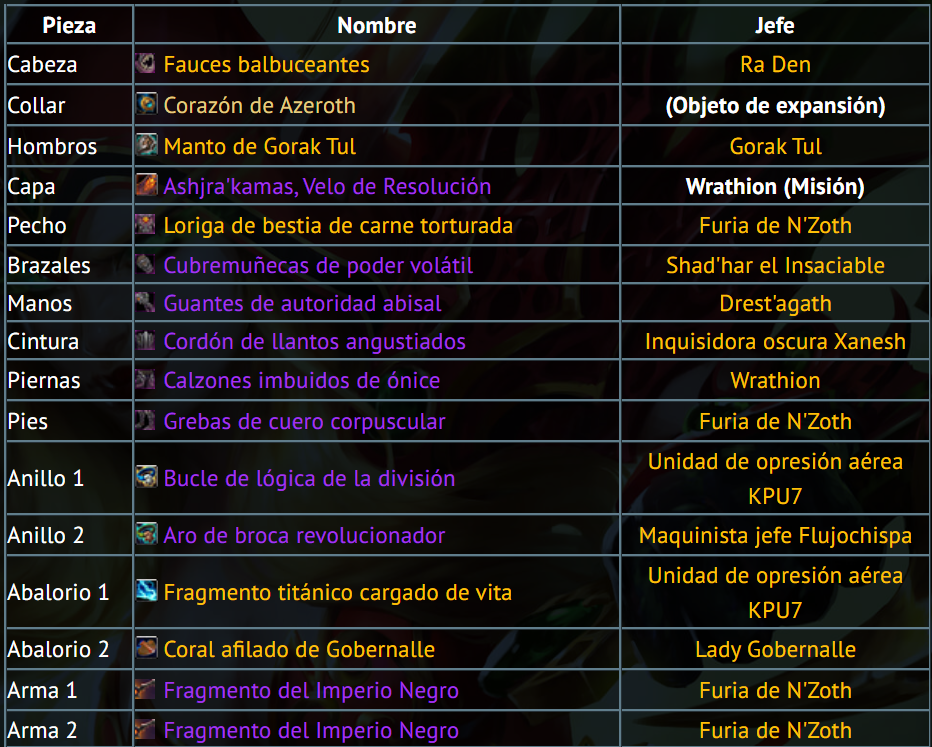 Pieza Nombre Jefe
Cabeza Fauces balbuceantes Ra Den
Collar Corazón de Azeroth (Objeto de expansión)
Hombros Manto de Gorak Tul Gorak Tul
Capa Ashjra'kamas, Velo de Resolución Wrathion (Misión)
Pecho Loriga de bestia de carne torturada Furia de N'Zoth
Brazales Cubremuñecas de poder volátil Shad'har el Insaciable
Manos Guantes de autoridad abisal Drest'agath
Cintura Cordón de llantos angustiados Inquisidora oscura Xanesh
Piernas Calzones imbuidos de ónice Wrathion
Pies Grebas de cuero corpuscular Furia de N'Zoth
Anillo 1 Bucle de lógica de la división Unidad de opresión aérea
KPU7
Anillo 2 Aro de broca revolucionador Maquinista jefe Flujochispa
Abalorio 1 Fragmento titánico cargado de vita Unidad de opresión aérea
KPU7
Abalorio 2 Coral afilado de Gobernalle Lady Gobernalle
Arma 1 Fragmento del Imperio Negro Furia de N'Zoth
Arma 2 Fragmento del Imperio Negro Furia de N'Zoth